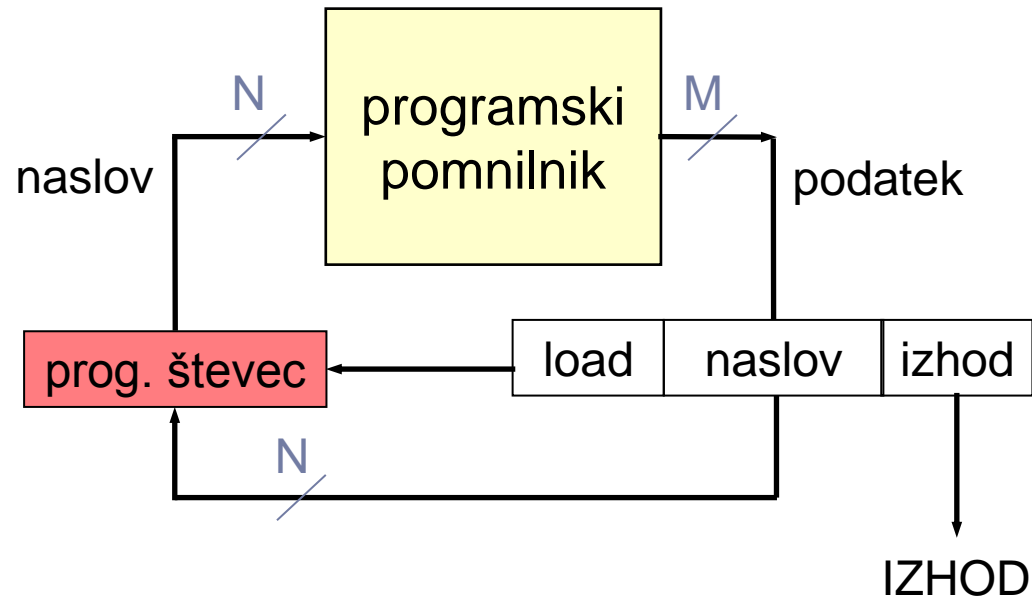 N
programski
pomnilnik
M
naslov
podatek
prog. števec
load
naslov
izhod
N
IZHOD